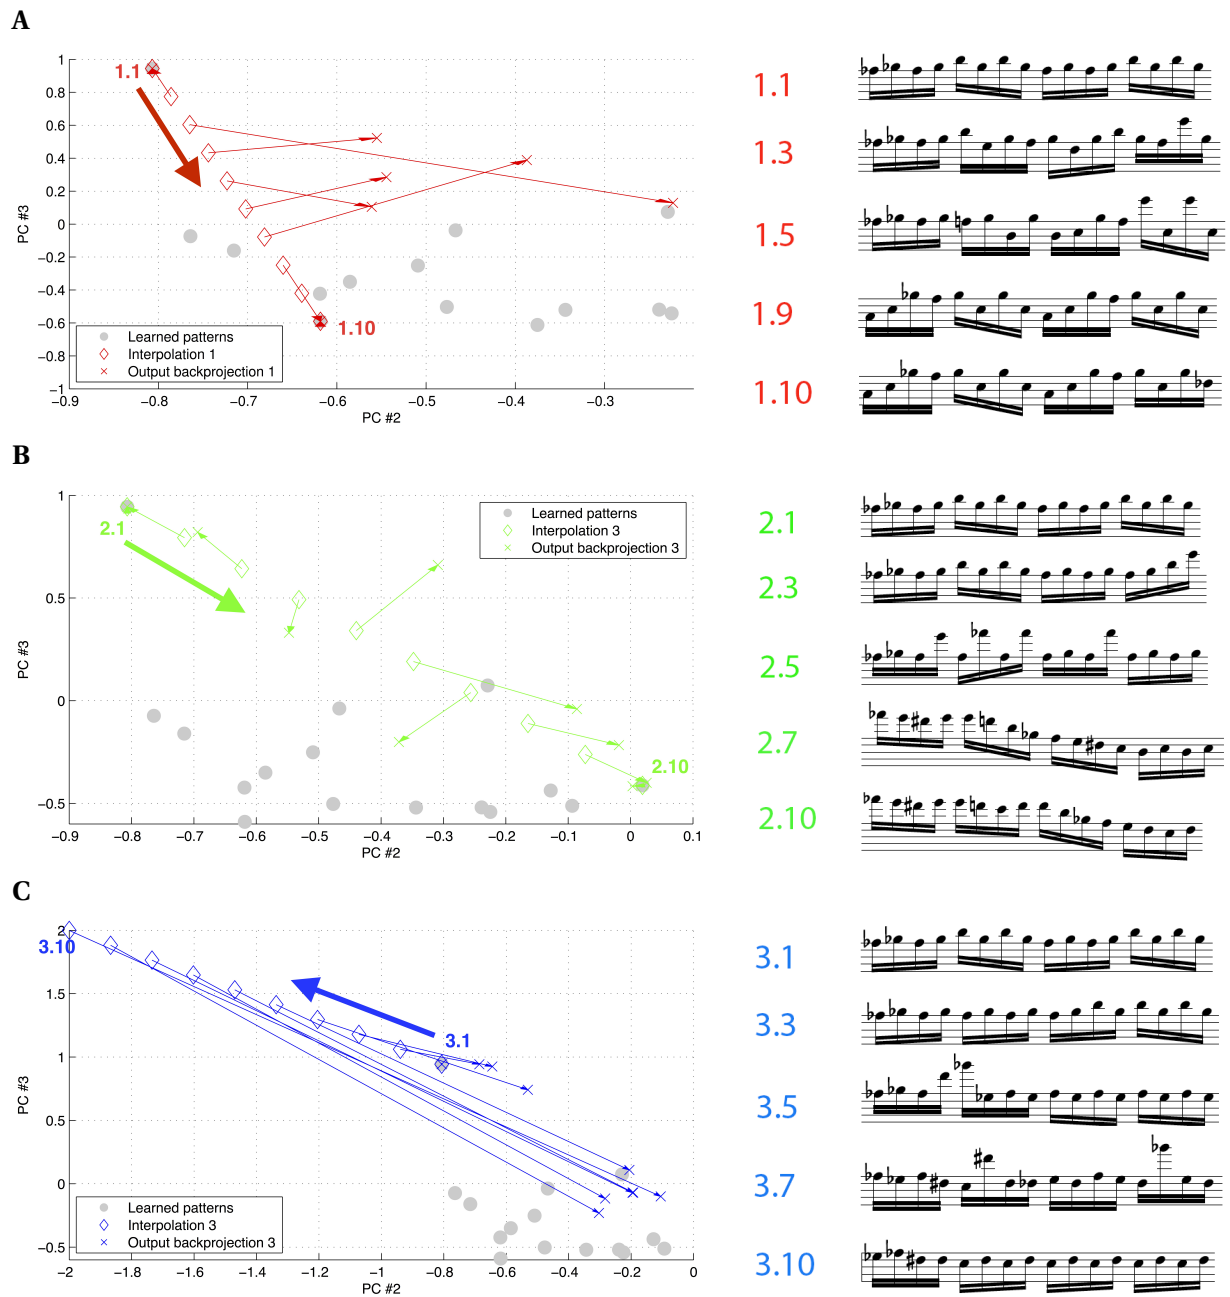 A
1
0.8
0.6
0.4
0.2
0
−0.2
−0.4
−0.6
−0.8
−1
PC #3
1.1
1.10
Learned patterns
Interpolation 1
Output backprojection 1
−0.9 −0.8 −0.7 −0.6 −0.5 −0.4 −0.3
PC #2
1.1
1.3
1.5
1.9
1.10
B
1
0.5
0
−0.5
PC #3
2.1
2.10
Learned patterns
Interpolation 3
Output backprojection 3
−0.9 −0.8 −0.7 −0.6 −0.5 −0.4 −0.3 −0.2 −0.1 0 0.1
PC #2
2.1
2.3
2.5
2.7
2.10
C
2
1.5
1
0.5
0
−0.5
PC #3
3.10
3.1
Learned patterns
Interpolation 3
Output backprojection 3
−2 −1.8 −1.6 −1.4 −1.2 −1 −0.8 −0.6 −0.4 −0.2 0
PC #2
3.1
3.3
3.5
3.7
3.10